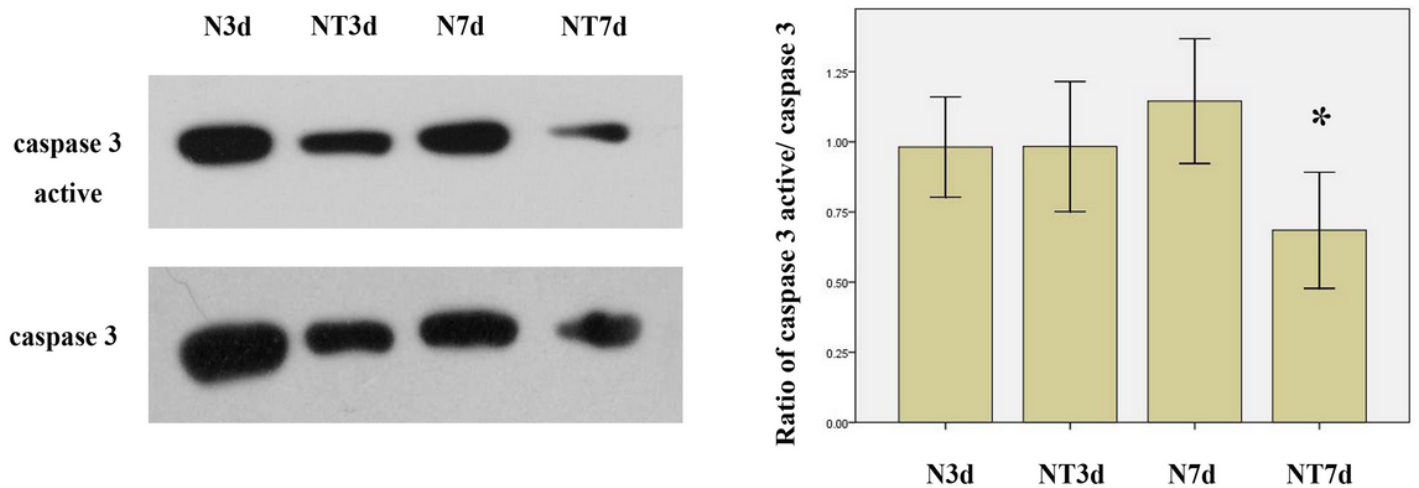 N3d NT3d N7d NT7d
caspase 3
active
caspase 3
Ratio of caspase 3 active/ caspase 3
1.25
1.00
0.75
0.50
0.25
0.00
*
N3d NT3d N7d NT7d